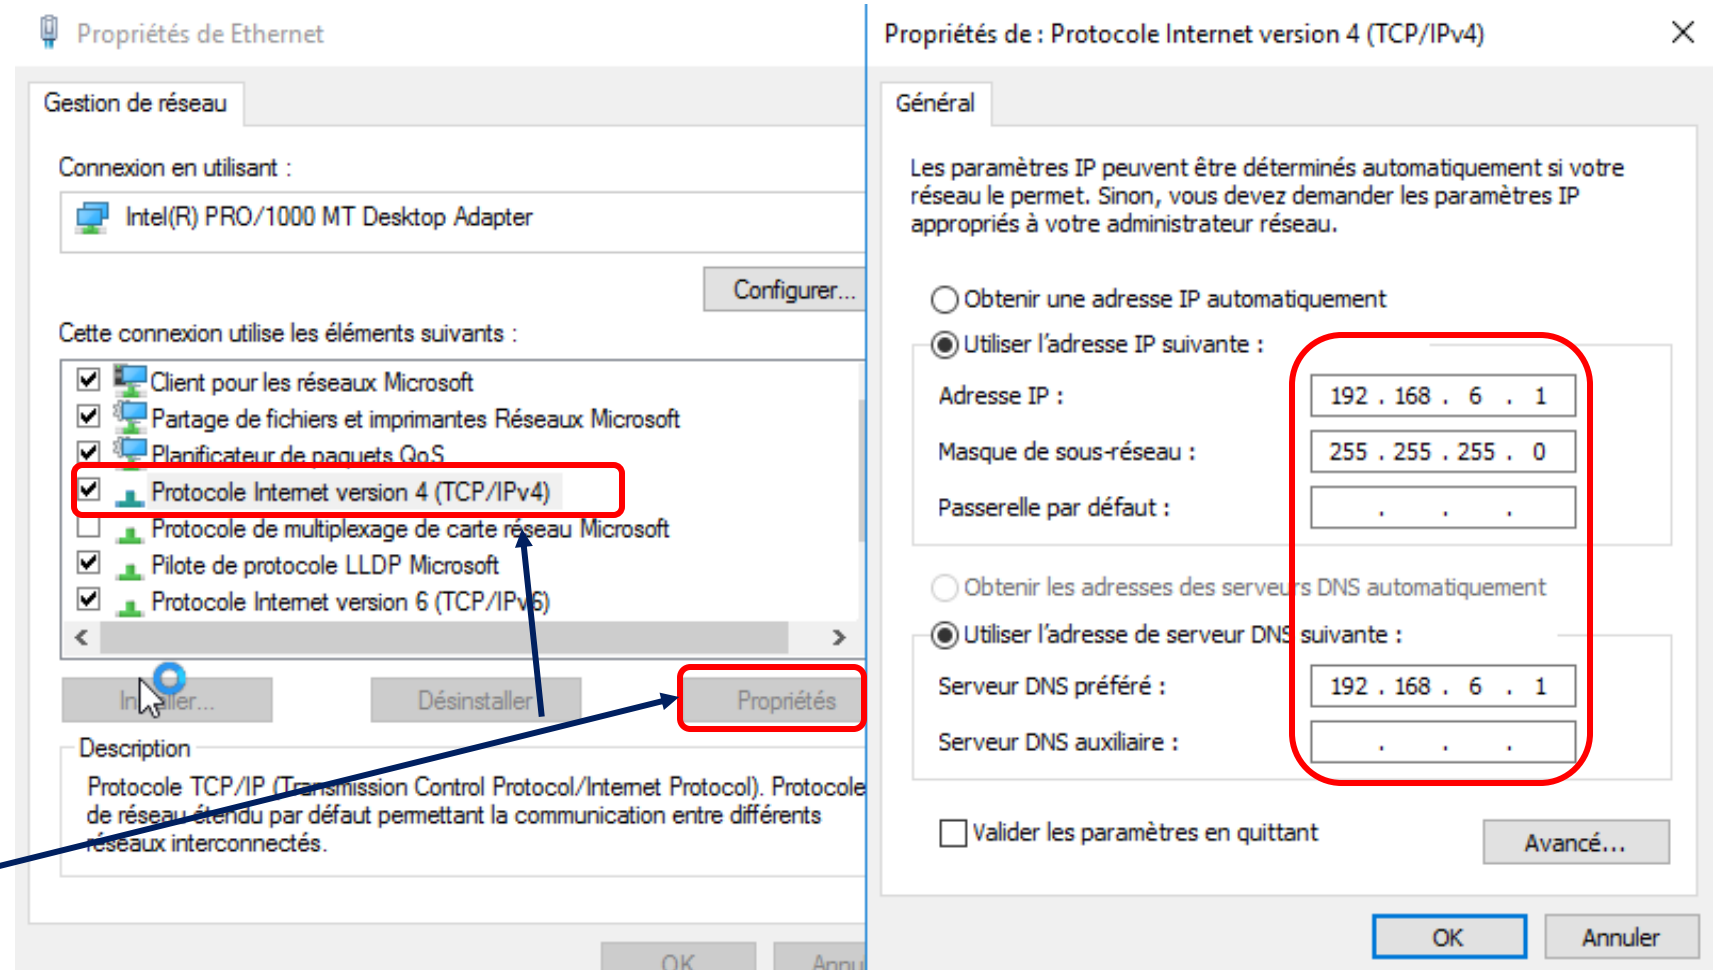 Propriétés de Ethernet
Gestion de réseau
Connexion en utilisant :
Intel(R) PRO/1000 MT Desktop Adapter
Configurer...
Cette connexion utilise les éléments suivants :
Client pour les réseaux Microsoft
Partage de fichiers et imprimantes Réseaux Microsoft
Planificateur de paquets QoS
Protocole Internet version 4 (TCP/IPv4)
Protocole de multiplexage de carte réseau Microsoft
Pilote de protocole LLDP Microsoft
Protocole Internet version 6 (TCP/IPv6)
Désinstaller
Propriétés
Description
Protocole TCP/IP (Transmission Control Protocol/Internet Protocol). Protocole
de réseau étendu par défaut permettant la communication entre différents
réseaux interconnectés.
OK
Propriétés de : Protocole Internet version 4 (TCP/IPv4)
Général
Les paramètres IP peuvent être déterminés automatiquement si votre
réseau le permet. Sinon, vous devez demander les paramètres IP
appropriés à votre administrateur réseau.
Obtenir une adresse IP automatiquement
Utiliser l'adresse IP suivante :
Adresse IP : 192 . 168 . 6 . 1
Masque de sous-réseau : 255 . 255 . 255 . 0
Passerelle par défaut : . . .
Obtenir les adresses des serveurs DNS automatiquement
Utiliser l'adresse de serveur DNS suivante :
Serveur DNS préféré : 192 . 168 . 6 . 1
Serveur DNS auxiliaire : . . .
Valider les paramètres en quittant
Avancé...
OK
Annuler